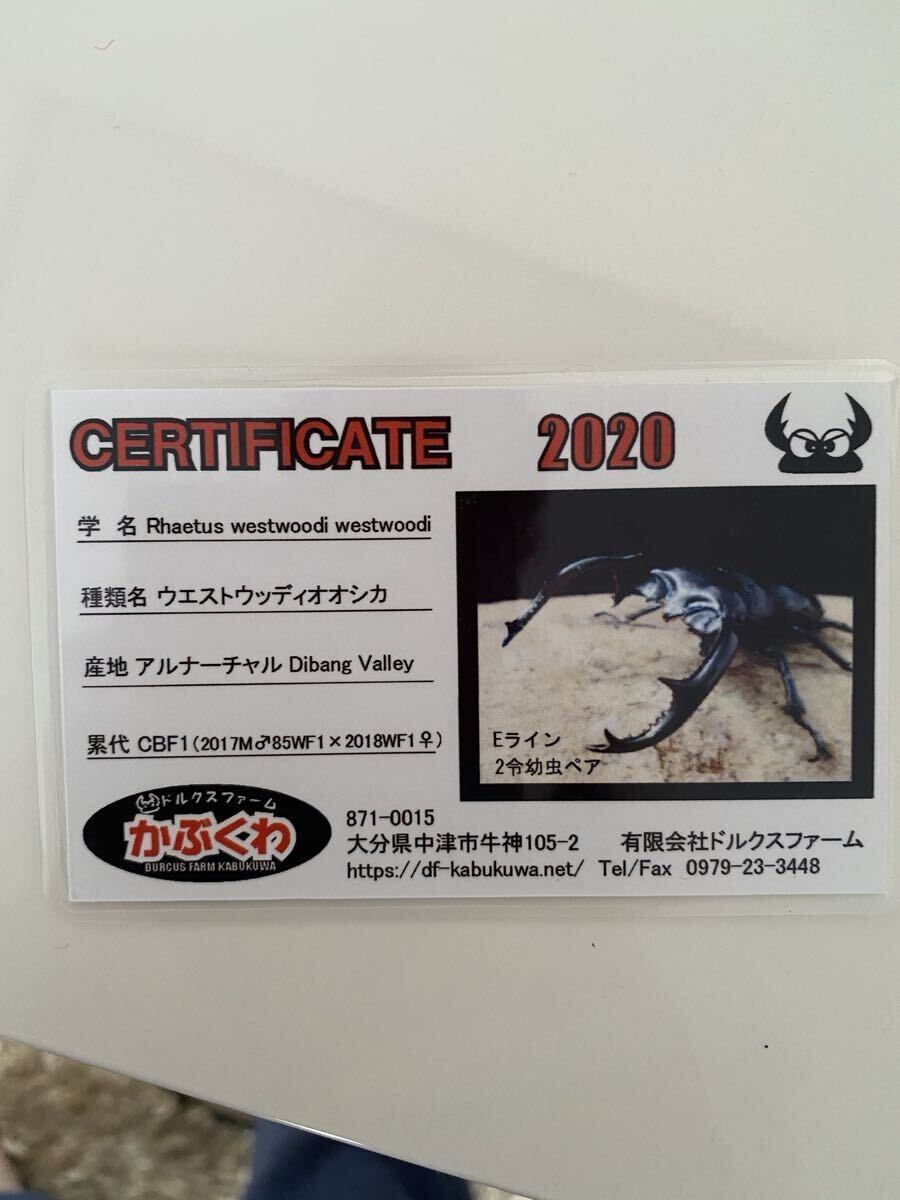 CERTIFICATE 2020
学 名 Rhaetus westwoodi westwoodi
種類名 ウエストウッディオオシカ
産地 アルナーチャル Dibang Valley
累代 CBF1(2017M♂85WF1×2018WF1♀)
Eライン
2令幼虫ペア
ドルクスファーム
かぶくわ
DURCUS FARM KABUKUWA
871-0015
大分県中津市牛神105-2 有限会社ドルクスファーム
https://df-kabukuwa.net/ Tel/Fax 0979-23-3448